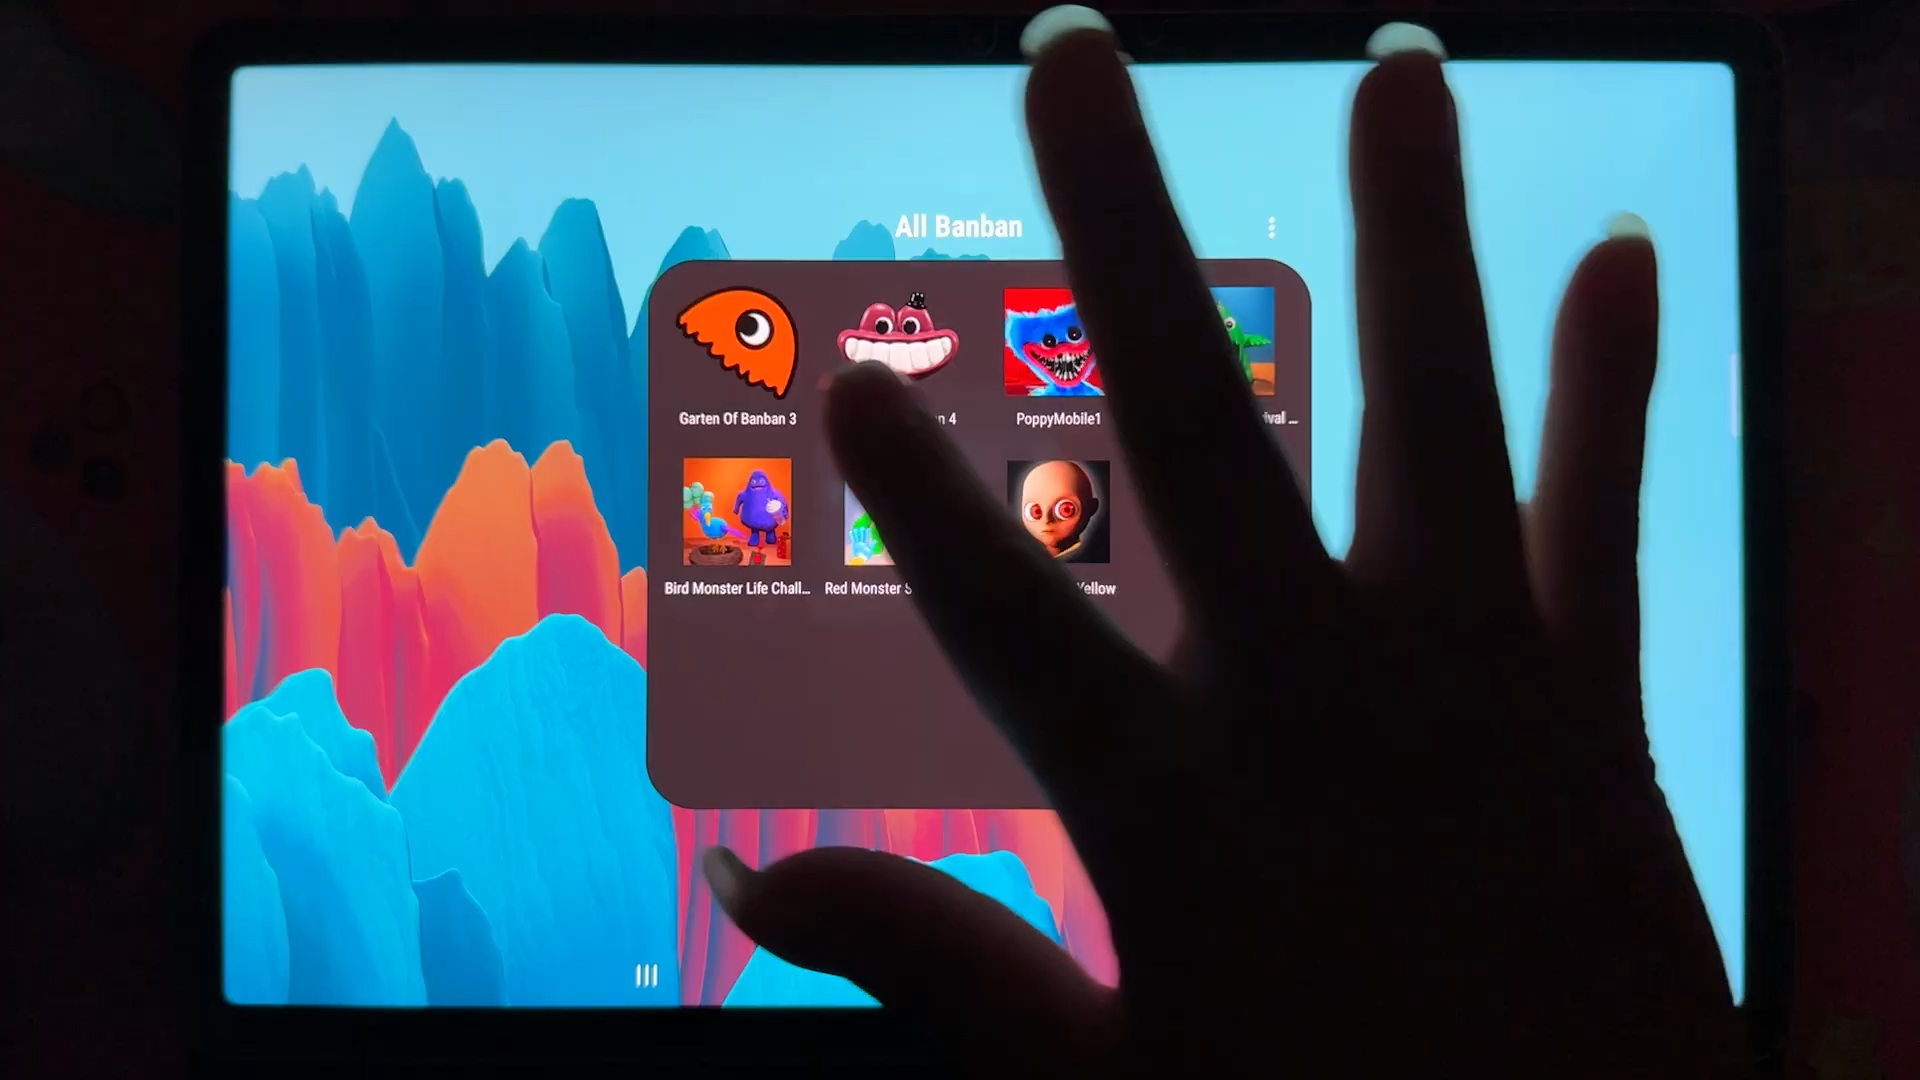 All Banban
Garten Of Banban 3
n 4
PoppyMobile1
ival ...
Bird Monster Life Chall...
Red Monster S
Yellow